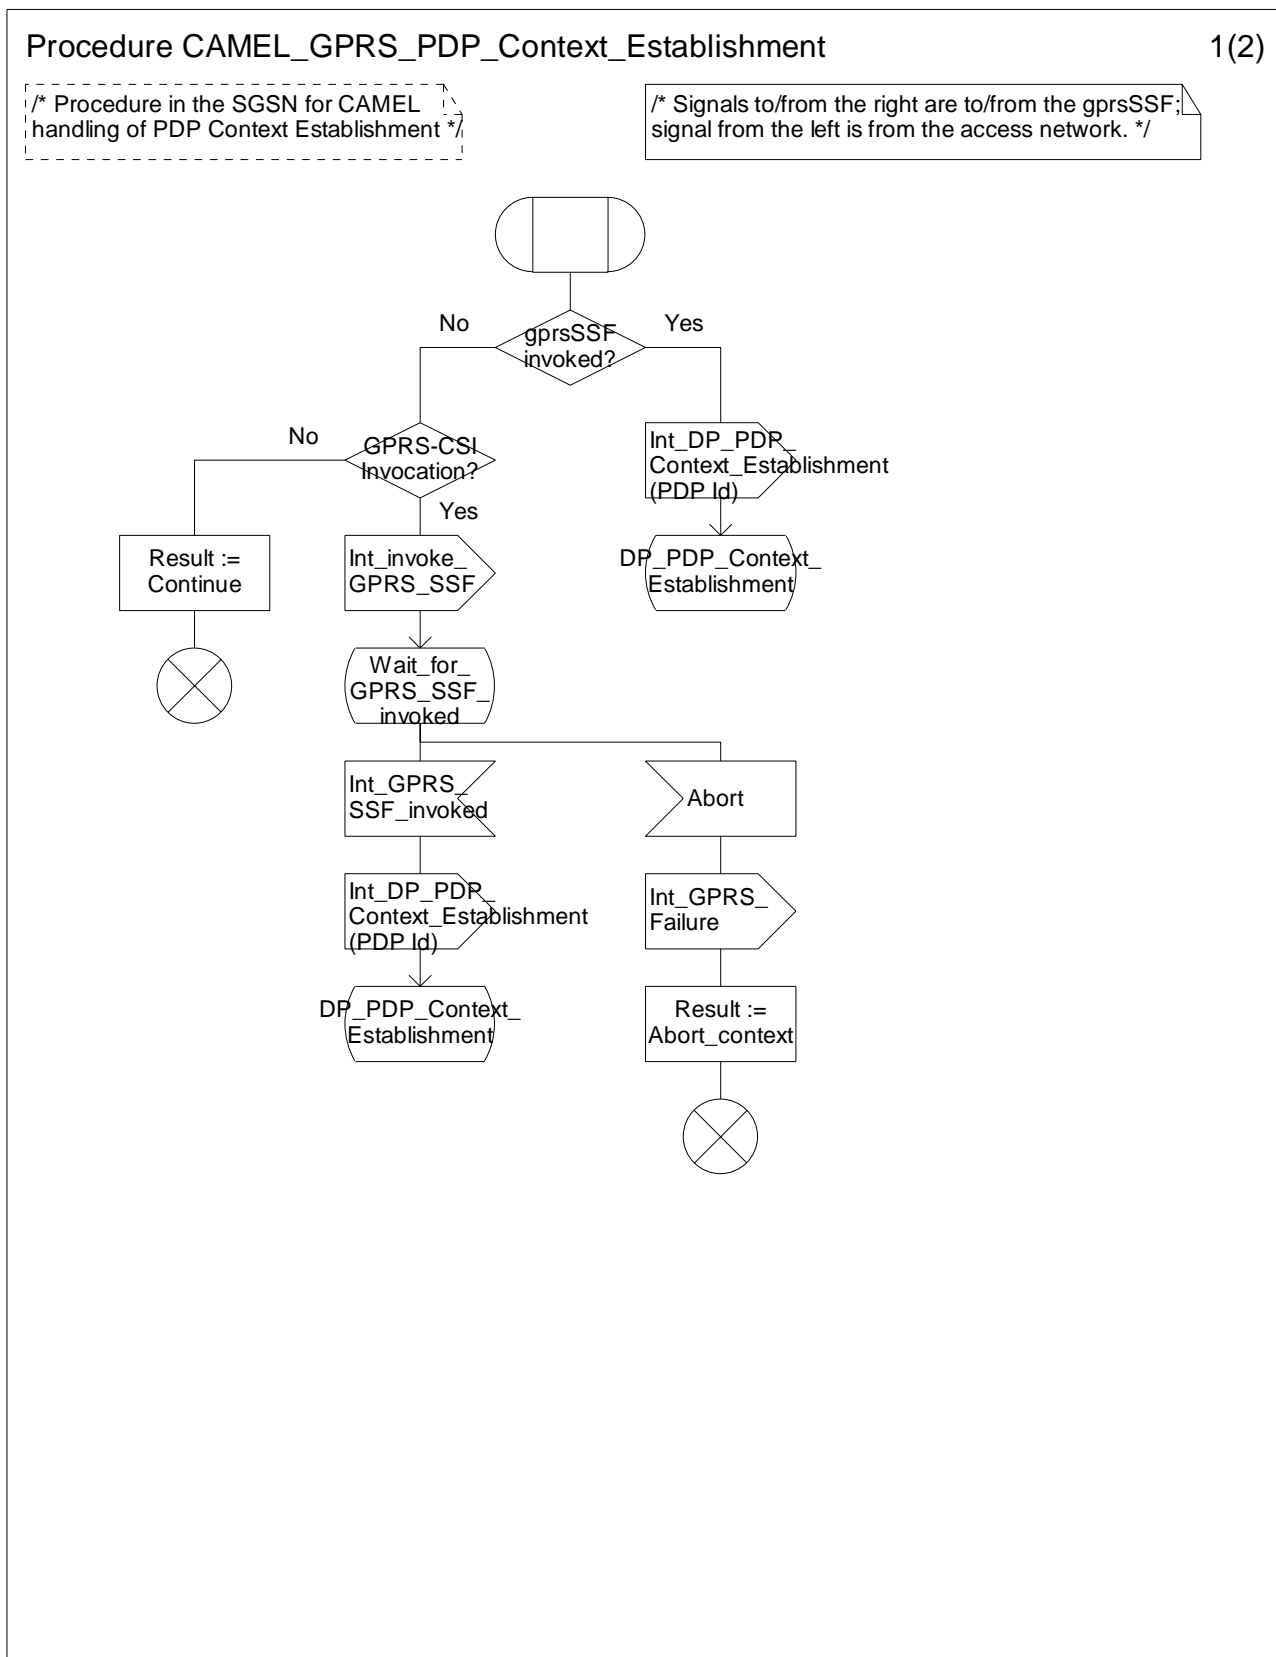 Procedure CAMEL_GPRS_PDP_Context_Establishment
1(2)
/* Procedure in the SGSN for CAMEL
handling of PDP Context Establishment */
/* Signals to/from the right are to/from the gprsSSF;
signal from the left is from the access network. */
No
gprsSSF
invoked?
Yes
No
GPRS-CSI
Invocation?
Yes
Int_DP_PDP_
Context_Establishment
(PDP Id)
Result :=
Continue
Int_invoke_
GPRS_SSF
DP_PDP_Context_
Establishment
Wait_for_
GPRS_SSF_
invoked
Int_GPRS_
SSF_invoked
Abort
Int_DP_PDP_
Context_Establishment
(PDP Id)
Int_GPRS_
Failure
DP_PDP_Context_
Establishment
Result :=
Abort_context